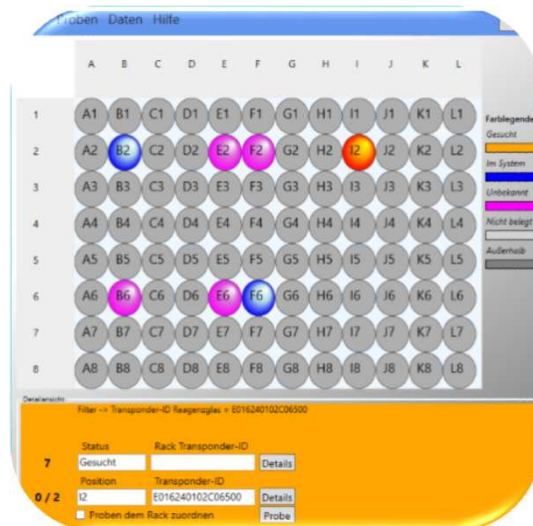 Proben Daten Hilfe
A B C D E F G H I J K L
1 A1 B1 C1 D1 E1 F1 G1 H1 I1 J1 K1 L1
2 A2 B2 C2 D2 E2 F2 G2 H2 I2 J2 K2 L2
3 A3 B3 C3 D3 E3 F3 G3 H3 I3 J3 K3 L3
4 A4 B4 C4 D4 E4 F4 G4 H4 I4 J4 K4 L4
5 A5 B5 C5 D5 E5 F5 G5 H5 I5 J5 K5 L5
6 A6 B6 C6 D6 E6 F6 G6 H6 I6 J6 K6 L6
7 A7 B7 C7 D7 E7 F7 G7 H7 I7 J7 K7 L7
8 A8 B8 C8 D8 E8 F8 G8 H8 I8 J8 K8 L8
Farblegende
Gesucht
Im System
Unbekannt
Nicht belegt
Außerhalb
Detailansicht
Filter -> Transponder-ID Reagenzglas = E016240102C06500
Status Rack Transponder-ID
7 Gesucht Details
Position Transponder-ID
0 / 2 I2 E016240102C06500 Details
Proben dem Rack zuordnen Probe